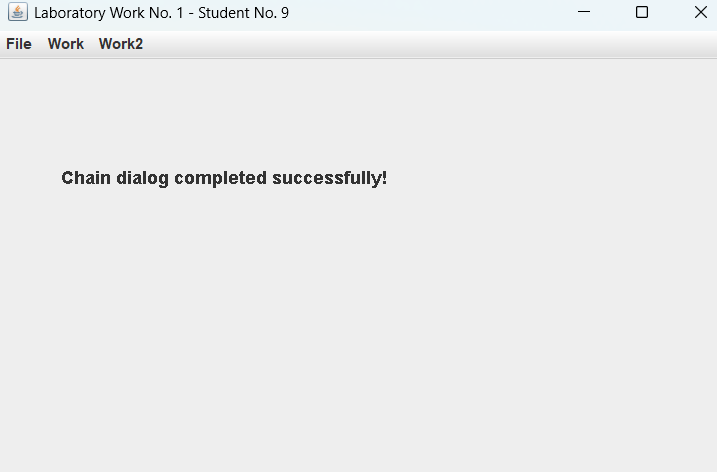 Laboratory Work No. 1 - Student No. 9
File Work Work2
Chain dialog completed successfully!